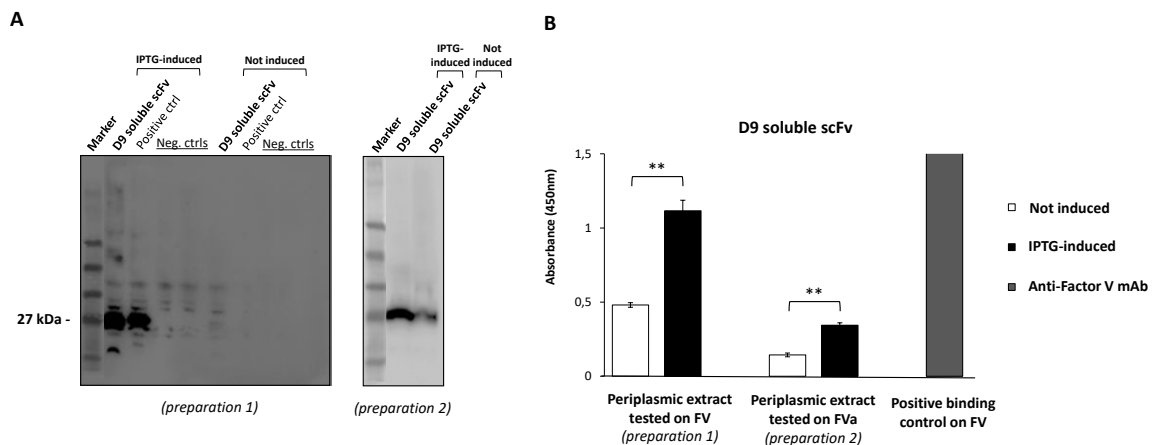 A
IPTG-induced
Not induced
Marker
D9 soluble scFv
Positive ctrl
Neg. ctrls
D9 soluble scFv
Positive ctrl
Neg. ctrls
27 kDa -
(preparation 1)
IPTG-
induced
Not
induced
Marker
D9 soluble scFv
D9 soluble scFv
(preparation 2)
B
D9 soluble scFv
Absorbance (450nm)
1,5
1
0,5
0
**
**
Periplasmic extract
tested on FV
(preparation 1)
Periplasmic extract
tested on FVa
(preparation 2)
Positive binding
control on FV
Not induced
IPTG-induced
Anti-Factor V mAb